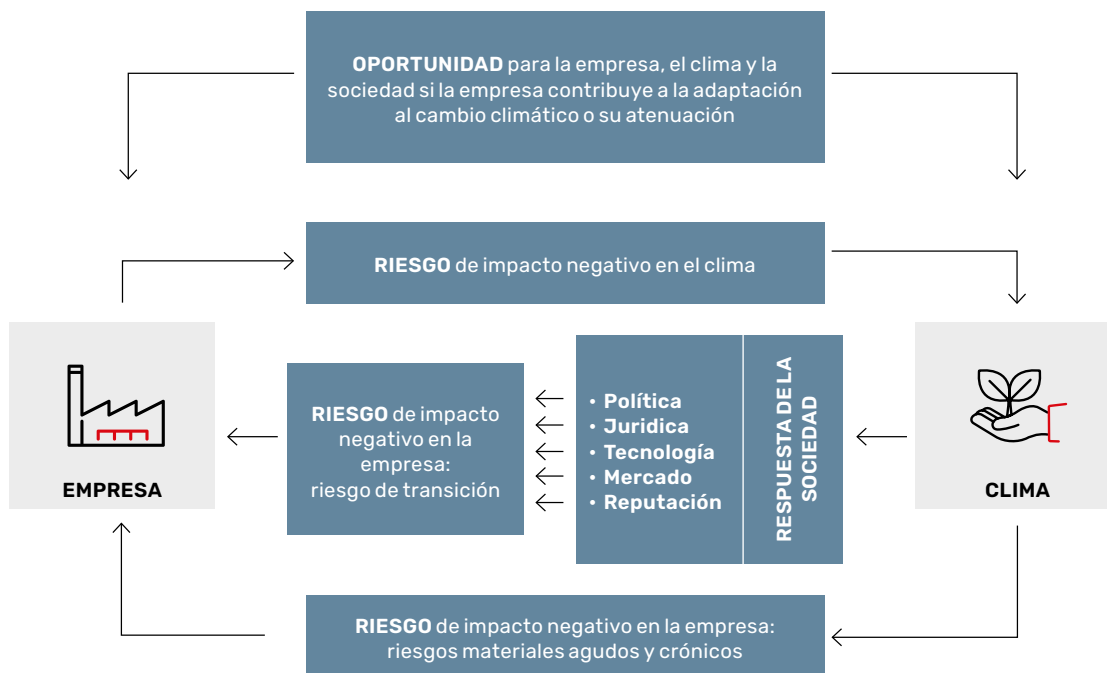 OPORTUNIDAD para la empresa, el clima y la
sociedad si la empresa contribuye a la adaptación
al cambio climático o su atenuación
RIESGO de impacto negativo en el clima
EMPRESA
RIESGO de impacto
negativo en la
empresa:
riesgo de transición
• Política
• Juridica
• Tecnología
• Mercado
• Reputación
RESPUESTA DE LA
SOCIEDAD
CLIMA
RIESGO de impacto negativo en la empresa:
riesgos materiales agudos y crónicos